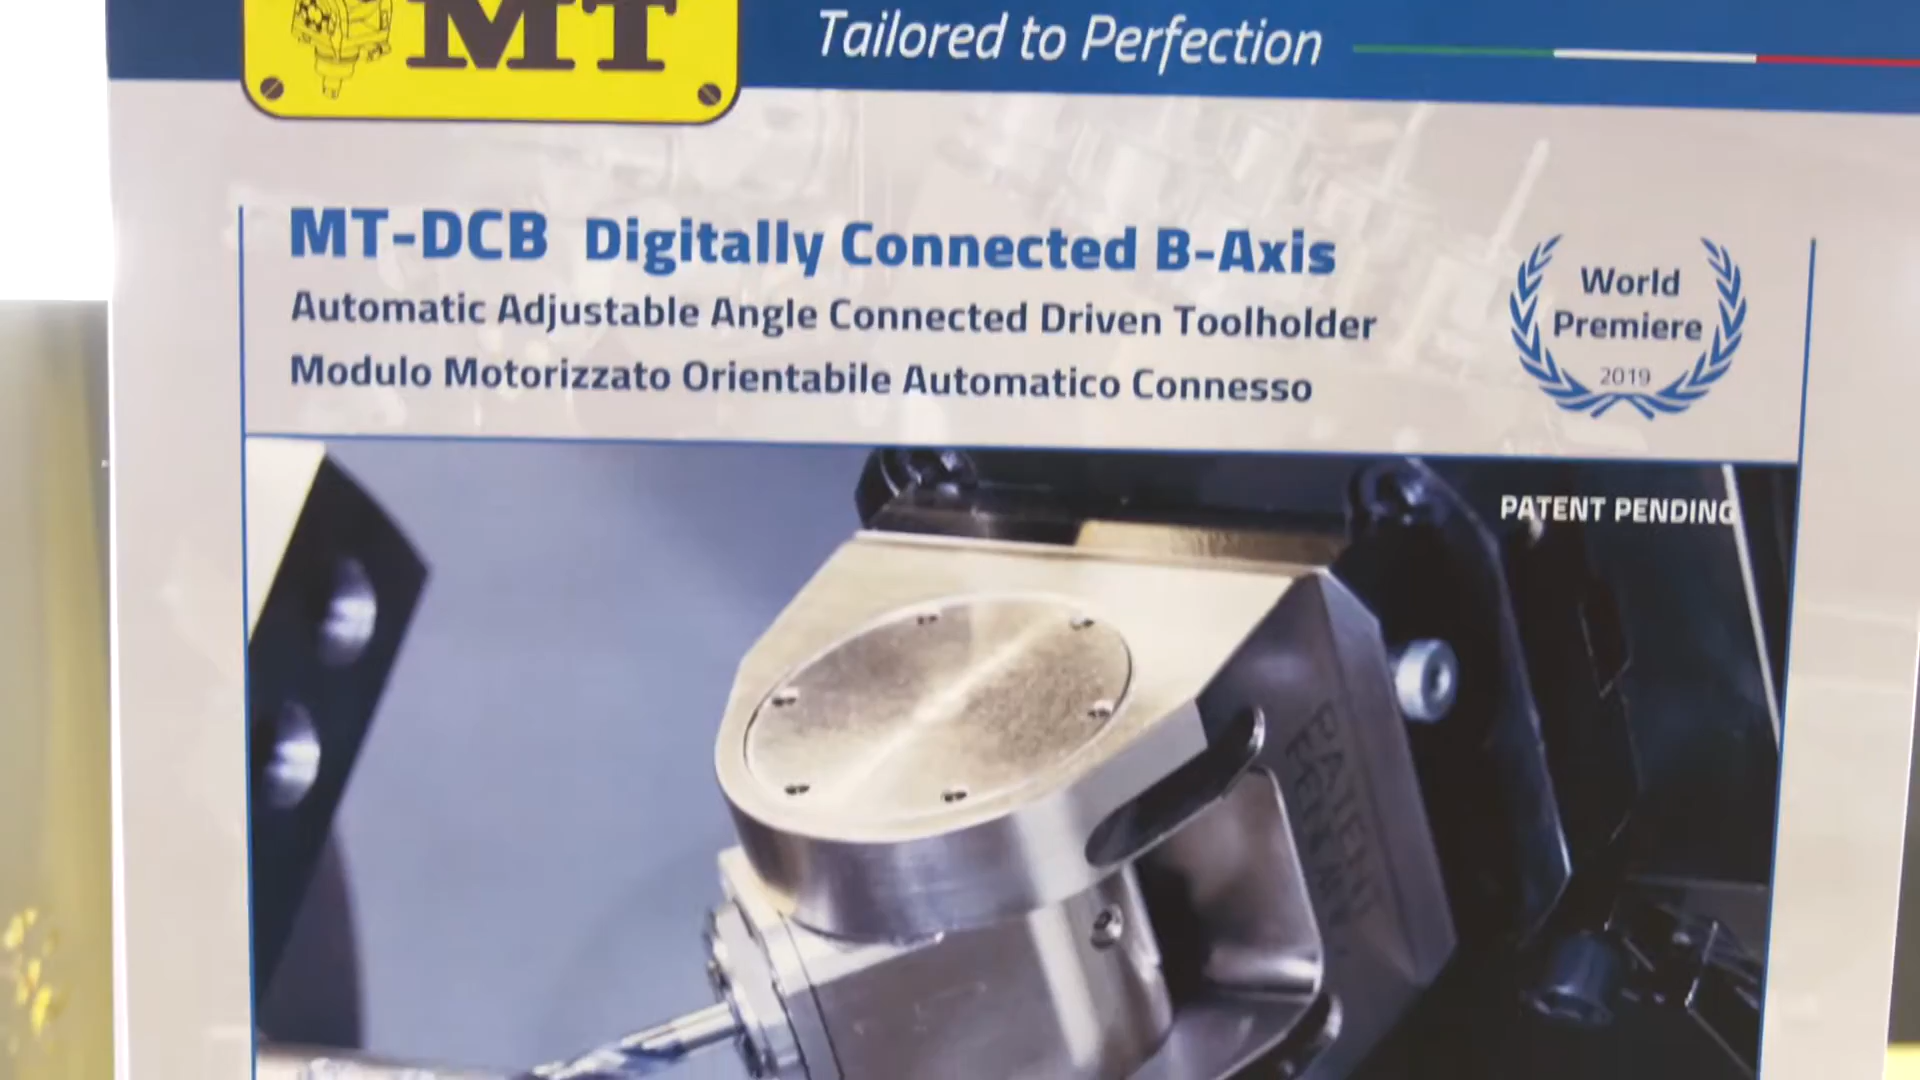 MT
Tailored to Perfection
MT-DCB Digitally Connected B-Axis
Automatic Adjustable Angle Connected Driven Toolholder
Modulo Motorizzato Orientabile Automatico Connesso
World
Premiere
2019
PATENT PENDING
PATENT